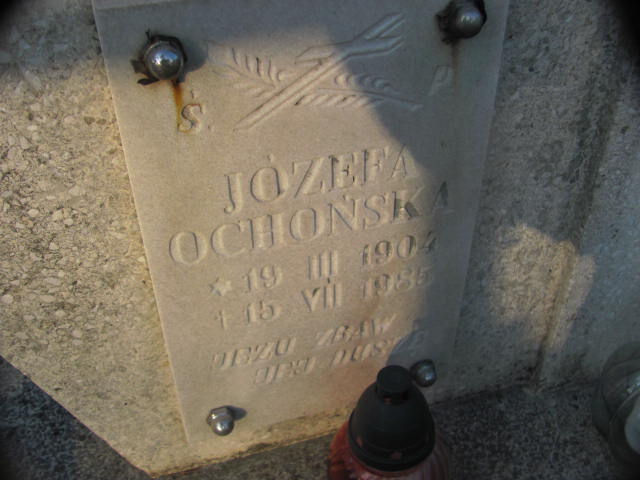 Ś. P.
JÓZEFA
OCHOŃSKA
* 19 III 1904
† 15 VII 1985
JEZU ZBAW
JEJ DUSZĘ